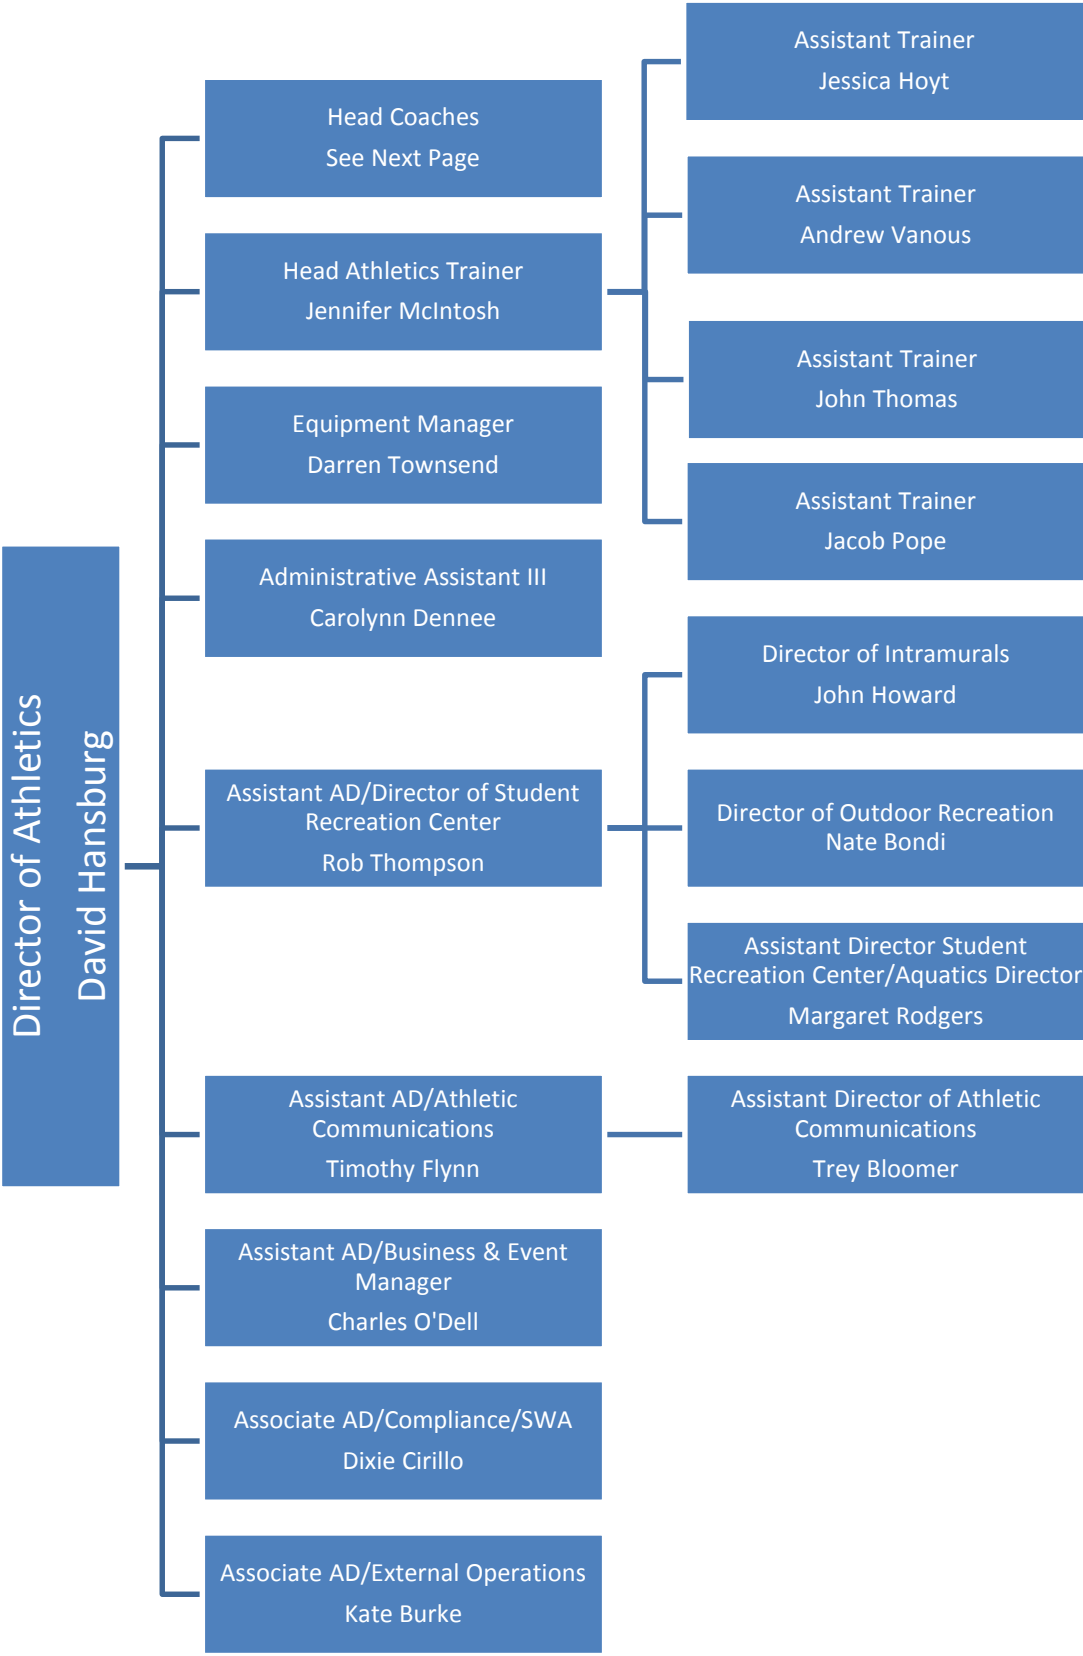 Director of Athletics
David Hansburg
Head Coaches
See Next Page
Head Athletics Trainer
Jennifer McIntosh
Assistant Trainer
Jessica Hoyt
Assistant Trainer
Andrew Vanous
Assistant Trainer
John Thomas
Assistant Trainer
Jacob Pope
Equipment Manager
Darren Townsend
Administrative Assistant III
Carolynn Dennee
Assistant AD/Director of Student
Recreation Center
Rob Thompson
Director of Intramurals
John Howard
Director of Outdoor Recreation
Nate Bondi
Assistant Director Student
Recreation Center/Aquatics Director
Margaret Rodgers
Assistant AD/Athletic
Communications
Timothy Flynn
Assistant Director of Athletic
Communications
Trey Bloomer
Assistant AD/Business & Event
Manager
Charles O'Dell
Associate AD/Compliance/SWA
Dixie Cirillo
Associate AD/External Operations
Kate Burke